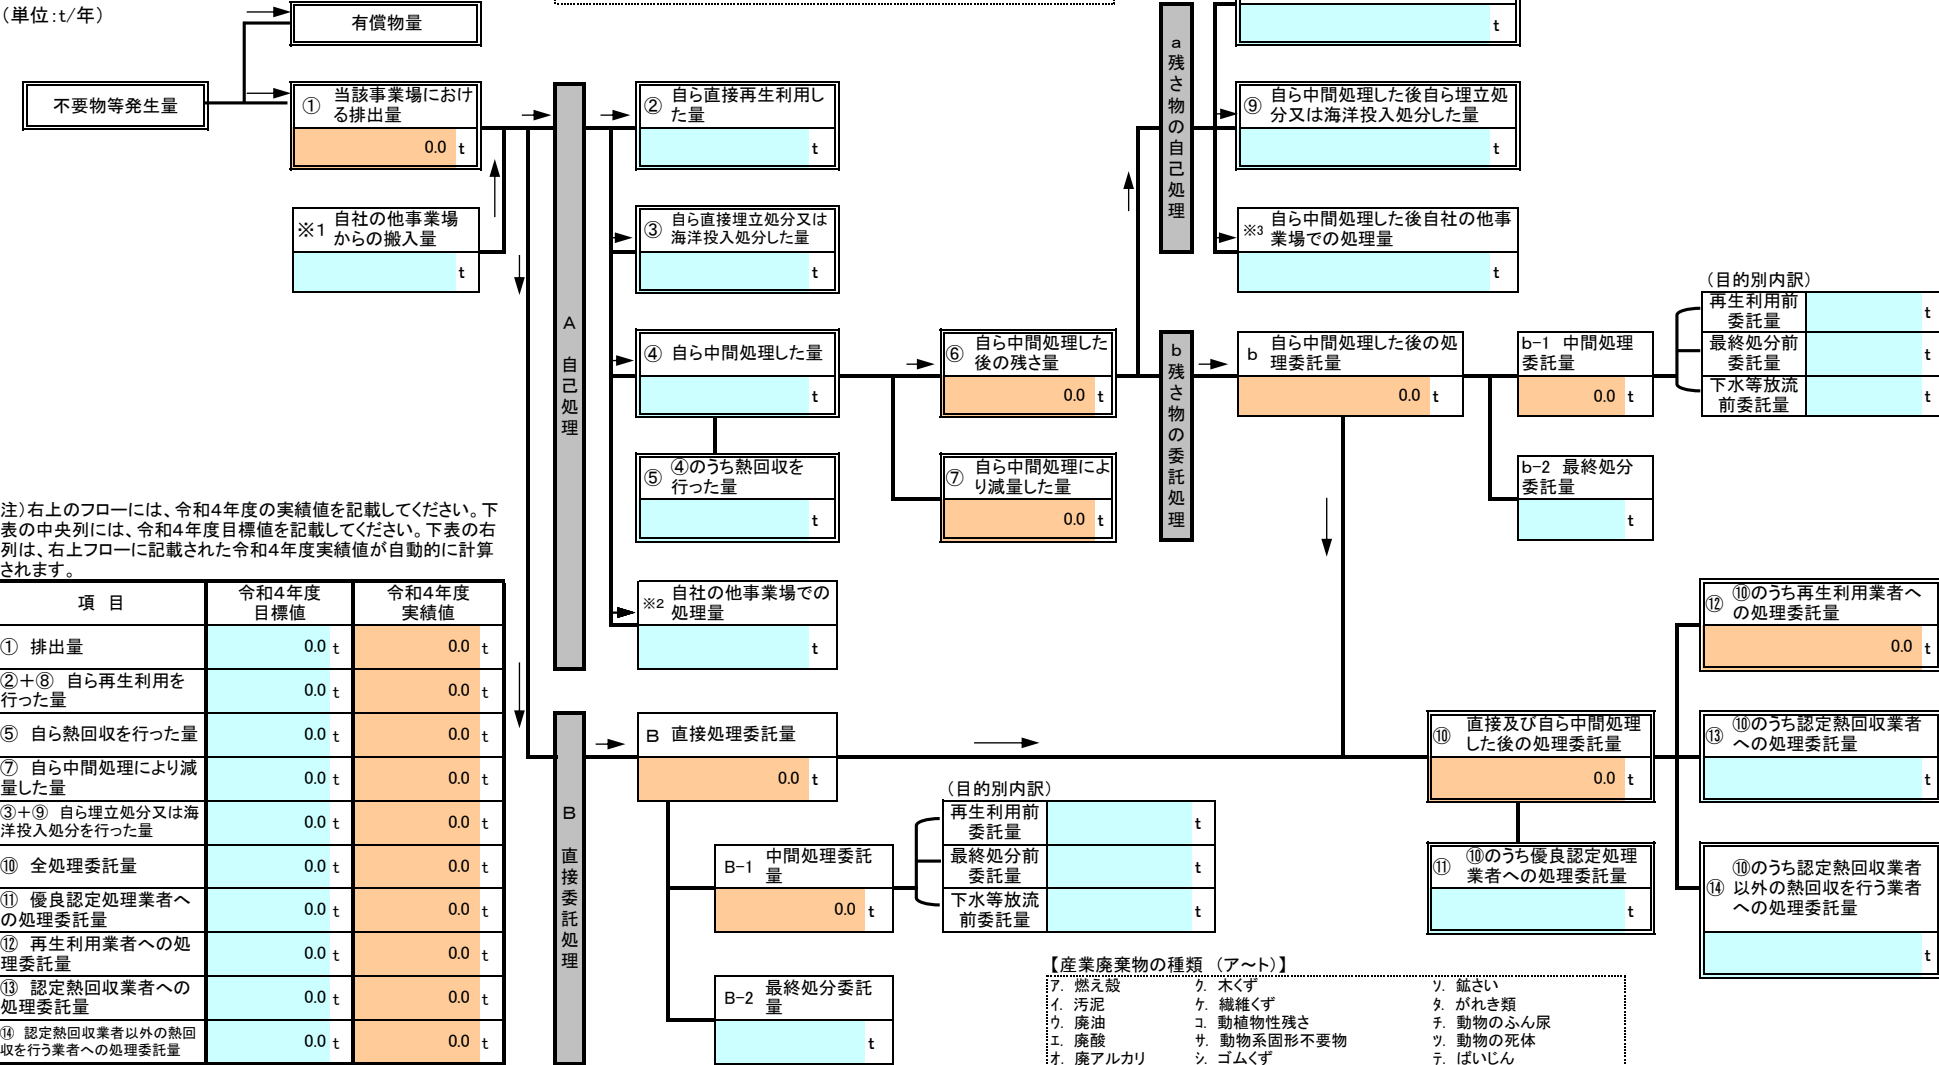 （単位：t/年）
有償物量
不要物等発生量
① 当該事業場におけ
る排出量
0.0 t
※1 自社の他事業場
からの搬入量
t
A 自己処理
② 自ら直接再生利用し
た量
t
③ 自ら直接埋立処分又は
海洋投入処分した量
t
④ 自ら中間処理した量
t
⑤ ④のうち熱回収を
行った量
t
※2 自社の他事業場での
処理量
t
⑥ 自ら中間処理した
後の残さ量
0.0 t
⑦ 自ら中間処理によ
り減量した量
0.0 t
a残さ物の自己処理
t
⑨ 自ら中間処理した後自ら埋立処
分又は海洋投入処分した量
t
※3 自ら中間処理した後自社の他事
業場での処理量
t
b残さ物の委託処理
b 自ら中間処理した後の処
理委託量
0.0 t
b-1 中間処理
委託量
0.0 t
b-2 最終処分
委託量
t
（目的別内訳）
再生利用前
委託量
t
最終処分前
委託量
t
下水等放流
前委託量
t
注）右上のフローには、令和4年度の実績値を記載してください。下
表の中央列には、令和4年度目標値を記載してください。下表の右
列は、右上フローに記載された令和4年度実績値が自動的に計算
されます。
項 目 令和4年度
目標値 令和4年度
実績値
① 排出量 0.0 t 0.0 t
②＋⑧ 自ら再生利用を
行った量 0.0 t 0.0 t
⑤ 自ら熱回収を行った量 0.0 t 0.0 t
⑦ 自ら中間処理により減
量した量 0.0 t 0.0 t
③＋⑨ 自ら埋立処分又は海
洋投入処分を行った量 0.0 t 0.0 t
⑩ 全処理委託量 0.0 t 0.0 t
⑪ 優良認定処理業者へ
の処理委託量 0.0 t 0.0 t
⑫ 再生利用業者への処
理委託量 0.0 t 0.0 t
⑬ 認定熱回収業者への
処理委託量 0.0 t 0.0 t
⑭ 認定熱回収業者以外の熱回
収を行う業者への処理委託量 0.0 t 0.0 t
B 直接委託処理
B 直接処理委託量
0.0 t
B-1 中間処理委託
量
0.0 t
B-2 最終処分委託
量
t
（目的別内訳）
再生利用前
委託量
t
最終処分前
委託量
t
下水等放流
前委託量
t
⑩ 直接及び自ら中間処理
した後の処理委託量
0.0 t
⑪ ⑩のうち優良認定処理
業者への処理委託量
t
⑫ ⑩のうち再生利用業者へ
の処理委託量
0.0 t
⑬ ⑩のうち認定熱回収業者
への処理委託量
t
⑭ ⑩のうち認定熱回収業者
以外の熱回収を行う業者
への処理委託量
t
【産業廃棄物の種類 （ア～ト）】
ア. 燃え殻 ク. 木くず ソ. 鉱さい
イ. 汚泥 ケ. 繊維くず タ. がれき類
ウ. 廃油 コ. 動植物性残さ チ. 動物のふん尿
エ. 廃酸 サ. 動物系固形不要物 ツ. 動物の死体
オ. 廃アルカリ シ. ゴムくず テ. ばいじん